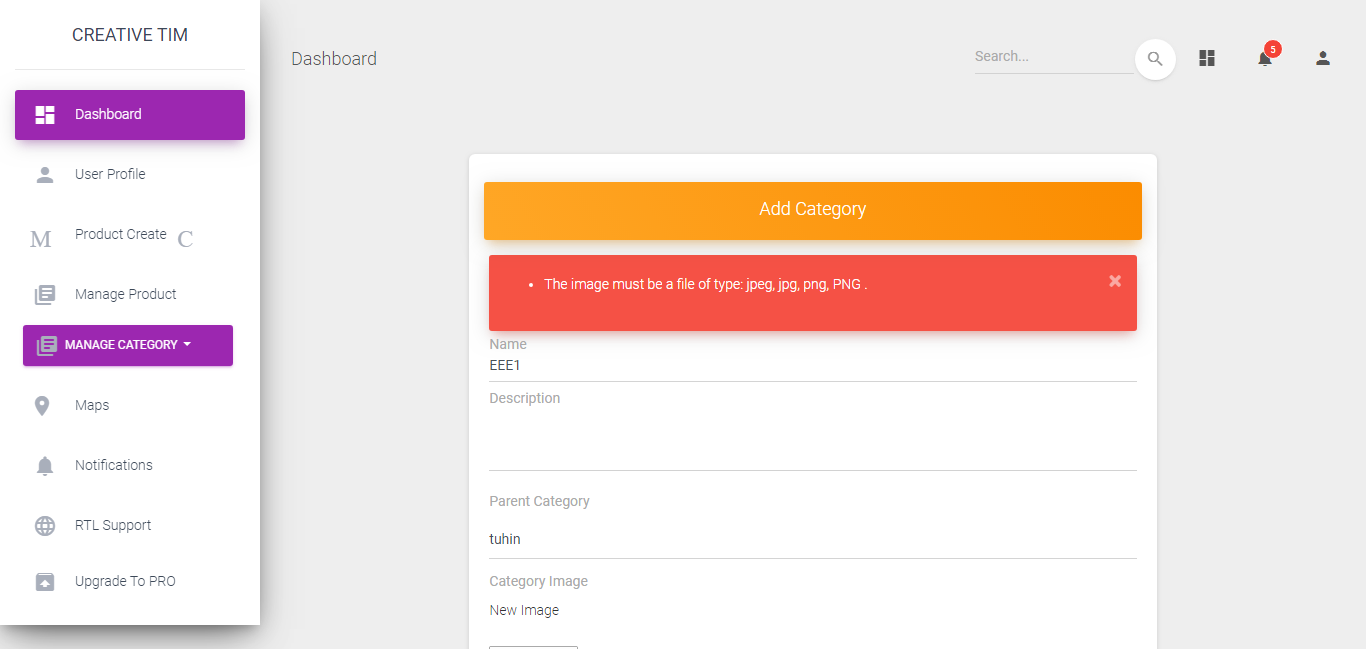 CREATIVE TIM
Dashboard
User Profile
M Product Create C
Manage Product
MANAGE CATEGORY
Maps
Notifications
RTL Support
Upgrade To PRO
Dashboard
Search...
5
Add Category
• The image must be a file of type: jpeg, jpg, png, PNG .
×
Name
EEE1
Description
Parent Category
tuhin
Category Image
New Image